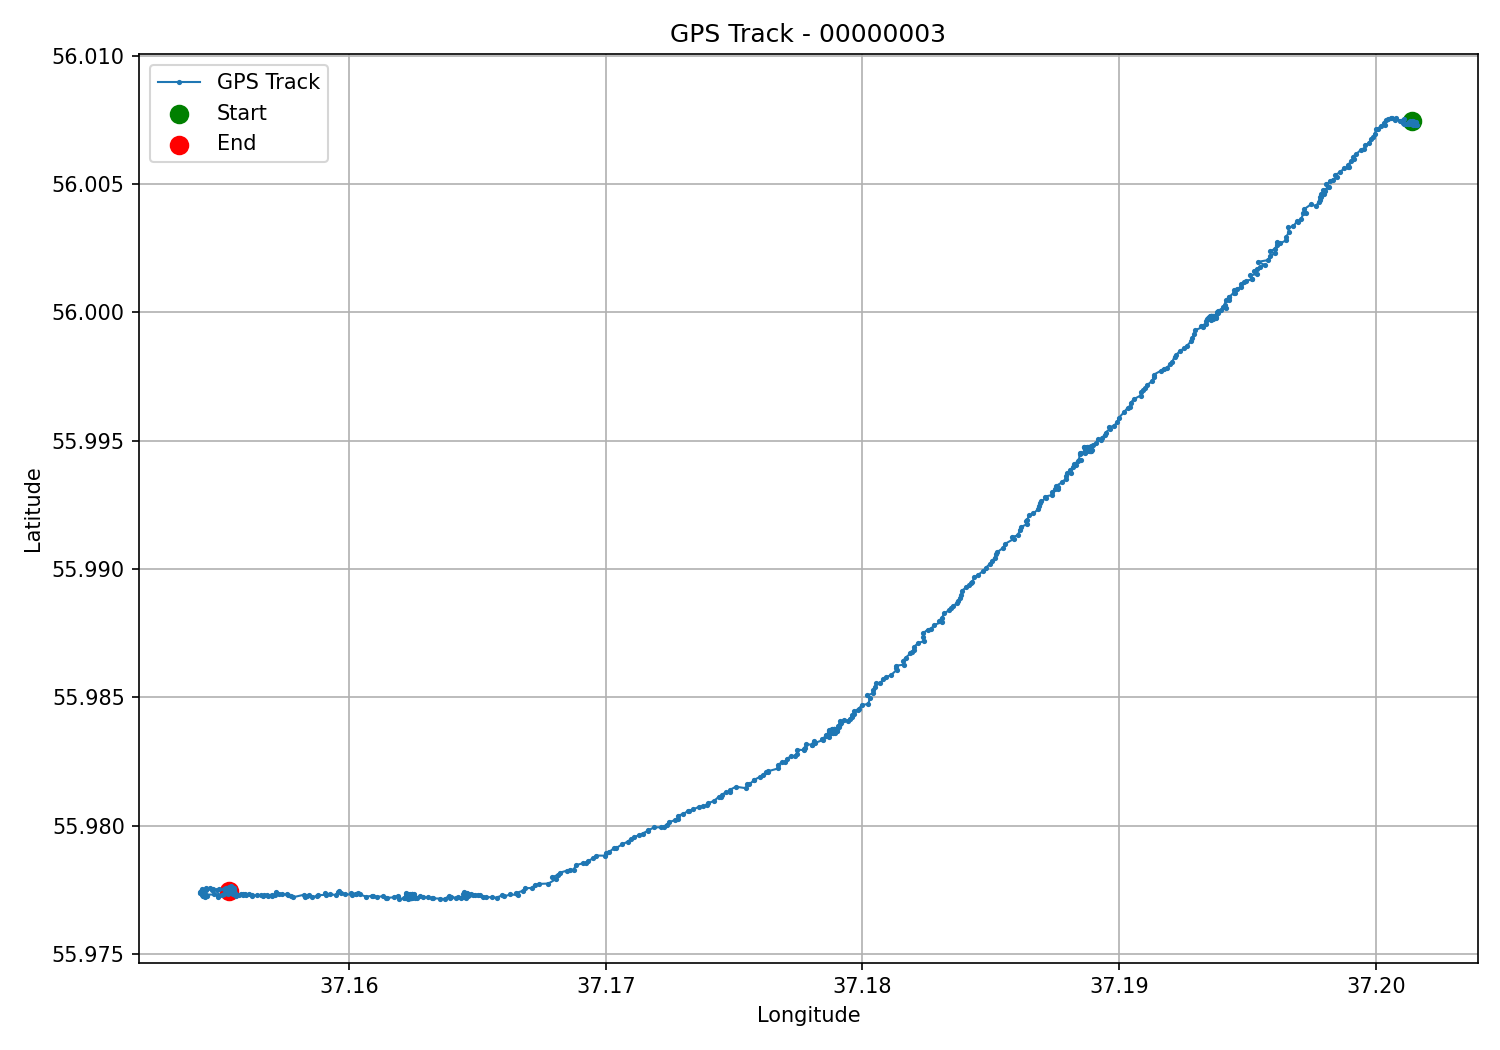 GPS Track - 00000003
GPS Track
Start
End
56.010
56.005
56.000
55.995
55.990
55.985
55.980
55.975
Latitude
37.16 37.17 37.18 37.19 37.20
Longitude